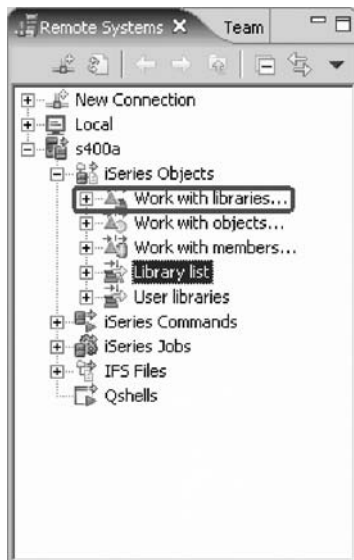 Remote Systems Team
New Connection
Local
s400a
iSeries Objects
Work with libraries...
Work with objects...
Work with members...
Library list
User libraries
iSeries Commands
iSeries Jobs
IFS Files
Qshells